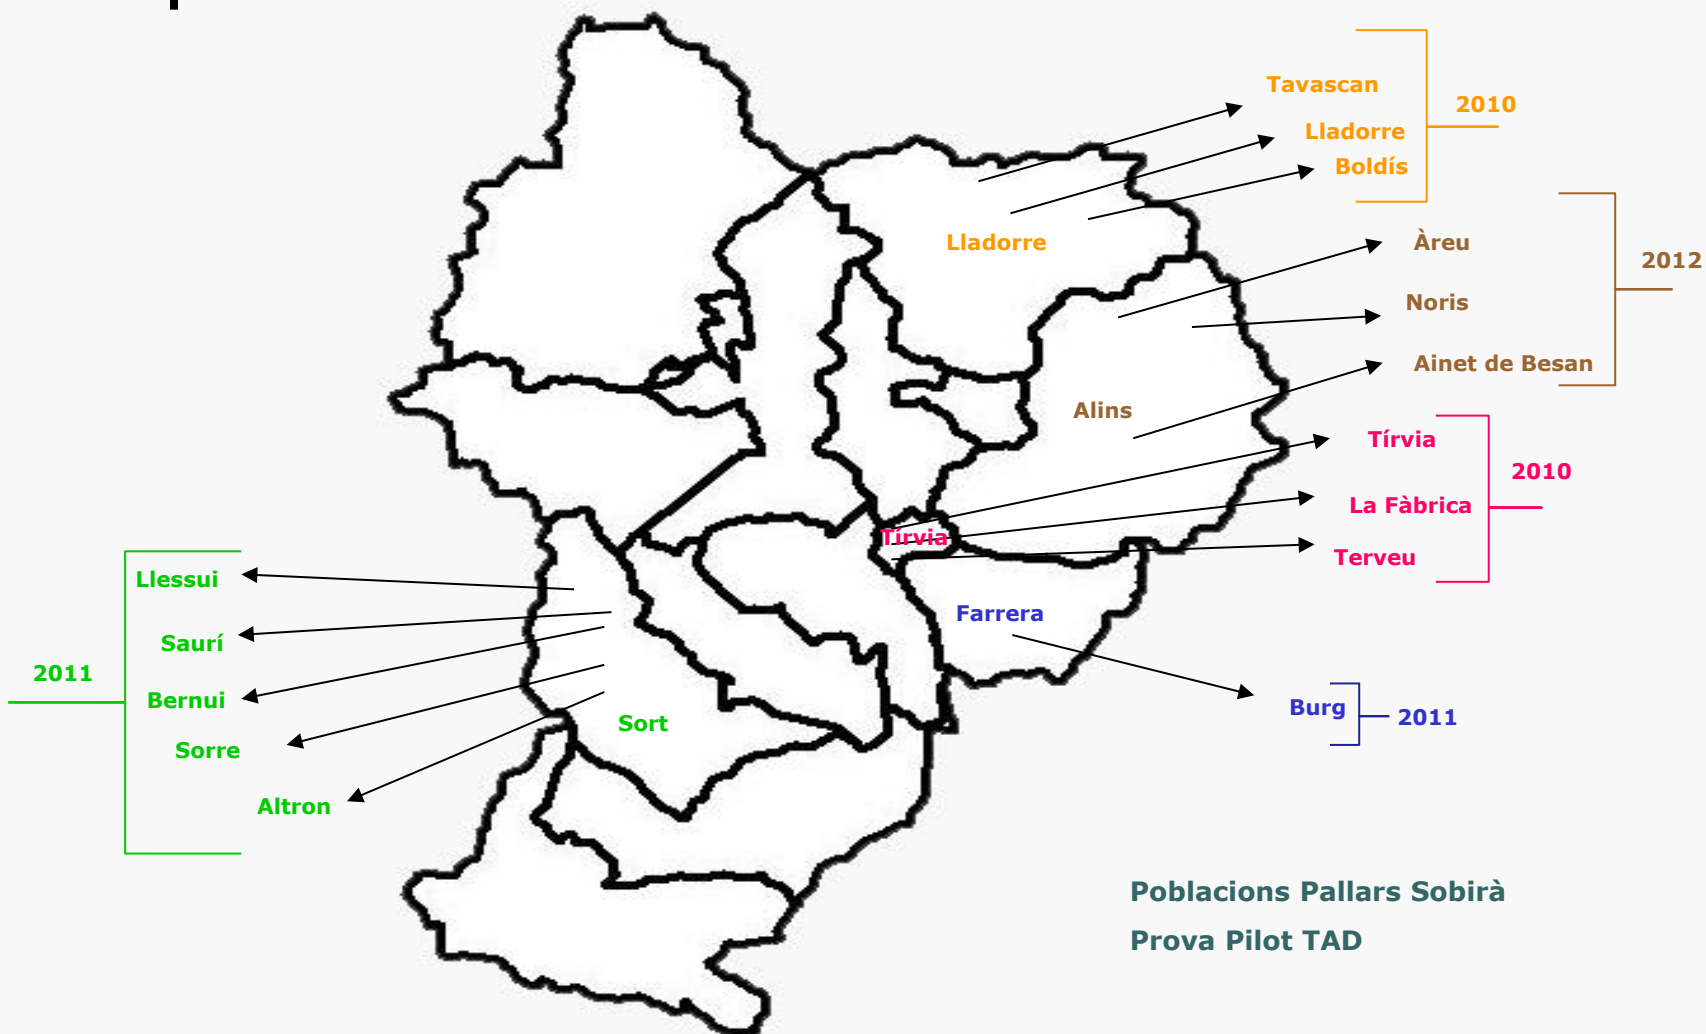 Tavascan
2010
Lladorre
Boldís
Lladorre
Àreu
2012
Noris
Ainet de Besan
Alins
Tírvia
2010
La Fàbrica
Tírvia
Terveu
Llessui
Farrera
Saurí
2011
Bernui
Burg
2011
Sort
Sorre
Altron
Poblacions Pallars Sobirà
Prova Pilot TAD